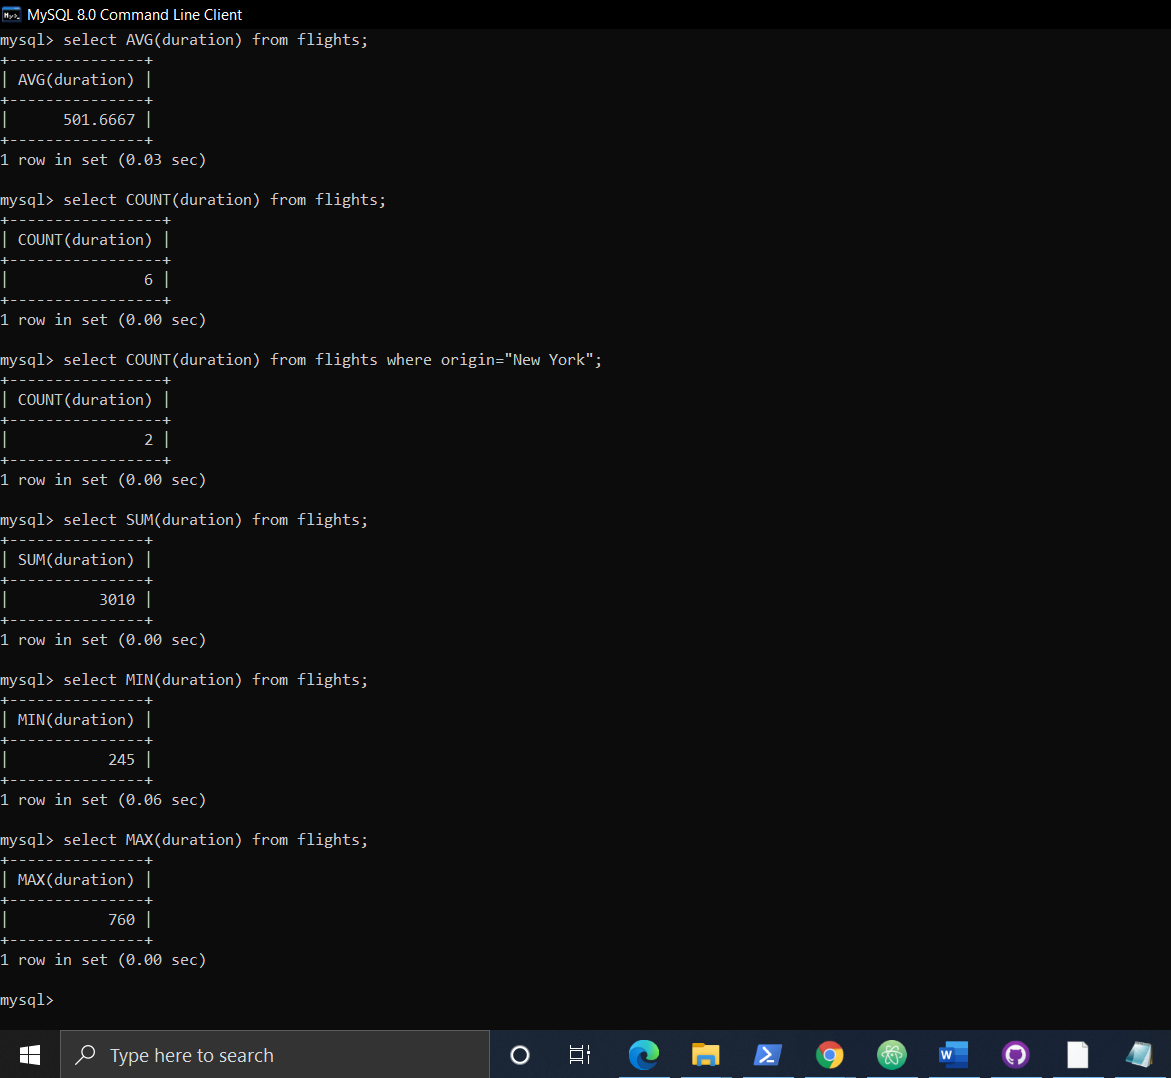 MySQL 8.0 Command Line Client
mysql> select AVG(duration) from flights;
+---------------+
| AVG(duration) |
+---------------+
|      501.6667 |
+---------------+
1 row in set (0.03 sec)

mysql> select COUNT(duration) from flights;
+-----------------+
| COUNT(duration) |
+-----------------+
|               6 |
+-----------------+
1 row in set (0.00 sec)

mysql> select COUNT(duration) from flights where origin="New York";
+-----------------+
| COUNT(duration) |
+-----------------+
|               2 |
+-----------------+
1 row in set (0.00 sec)

mysql> select SUM(duration) from flights;
+---------------+
| SUM(duration) |
+---------------+
|          3010 |
+---------------+
1 row in set (0.00 sec)

mysql> select MIN(duration) from flights;
+---------------+
| MIN(duration) |
+---------------+
|           245 |
+---------------+
1 row in set (0.06 sec)

mysql> select MAX(duration) from flights;
+---------------+
| MAX(duration) |
+---------------+
|           760 |
+---------------+
1 row in set (0.00 sec)

mysql>
Type here to search